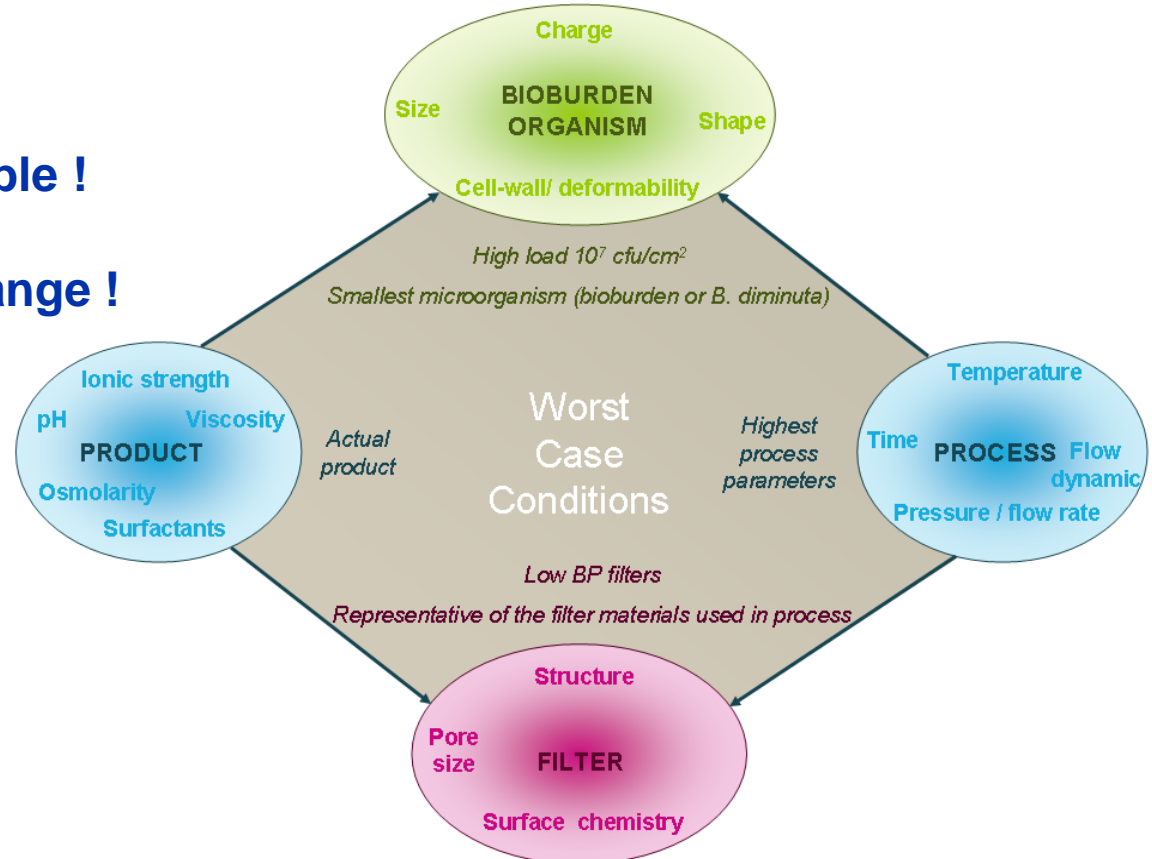 Charge
BIOBURDEN
ORGANISM
Size
Shape
Cell-wall/ deformability
ple !
ange !
High load 10⁷ cfu/cm²
Smallest microorganism (bioburden or B. diminuta)
Ionic strength
pH
Viscosity
PRODUCT
Osmolarity
Surfactants
Actual
product
Worst
Case
Conditions
Highest
process
parameters
Temperature
Time
PROCESS
Flow
dynamic
Pressure / flow rate
Low BP filters
Representative of the filter materials used in process
Structure
Pore
size
FILTER
Surface chemistry